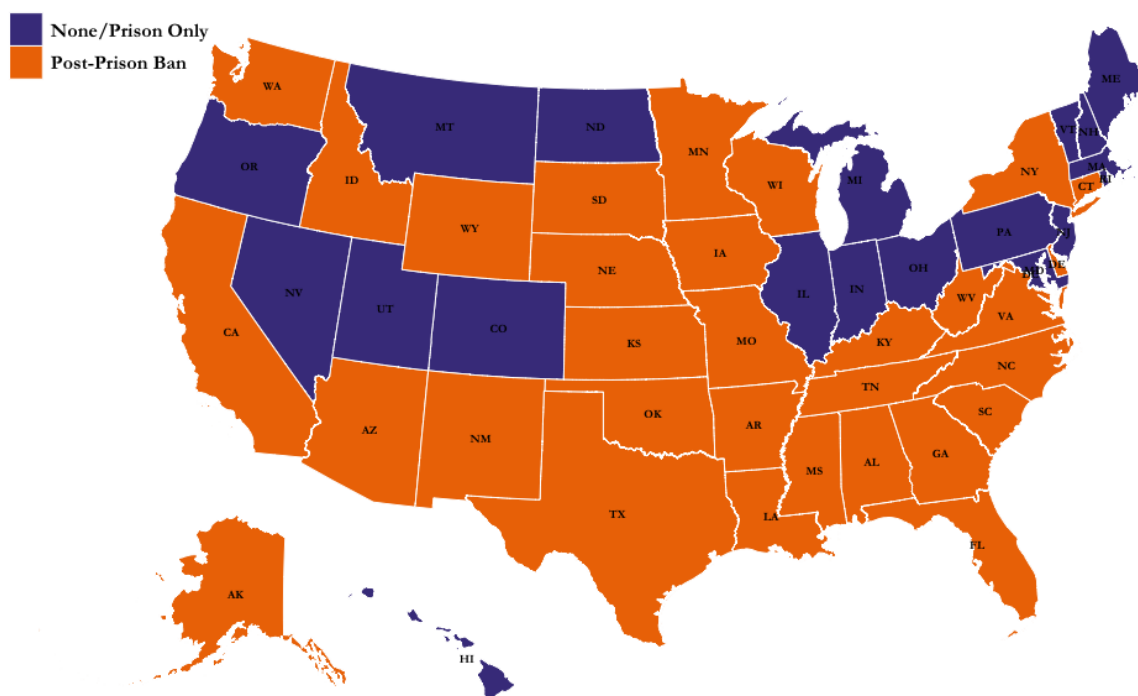 None/Prison Only
Post-Prison Ban
ME
WA
MT
ND
VT
NH
MN
OR
MA
NY
ID
WI
MI
RI
CT
SD
WY
PA
NJ
IA
NE
OH
DE
MD
NV
IL
IN
UT
WV
CO
VA
CA
KS
MO
KY
NC
TN
OK
SC
AZ
NM
AR
GA
MS
AL
TX
LA
FL
AK
HI